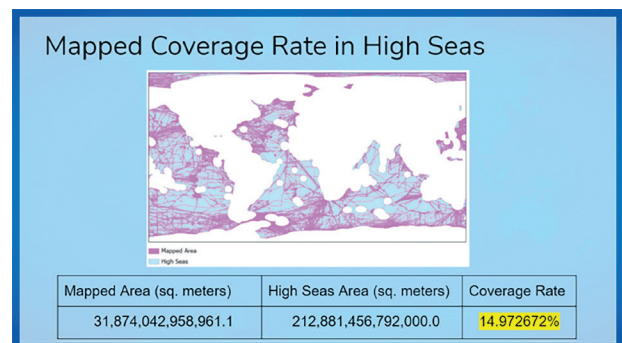 Mapped Coverage Rate in High Seas
Mapped Area
High Seas
Mapped Area (sq. meters) High Seas Area (sq. meters) Coverage Rate
31,874,042,958,961.1 212,881,456,792,000.0 14.972672%